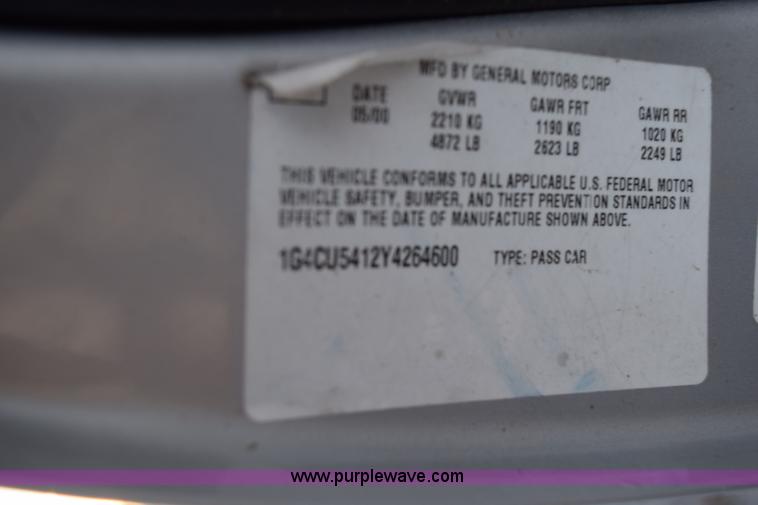 MFD BY GENERAL MOTORS CORP
DATE GVWR GAWR FRT GAWR RR
05/00 2210 KG 1190 KG 1020 KG
4872 LB 2623 LB 2249 LB
THIS VEHICLE CONFORMS TO ALL APPLICABLE U.S. FEDERAL MOTOR
VEHICLE SAFETY, BUMPER, AND THEFT PREVENTION STANDARDS IN
EFFECT ON THE DATE OF MANUFACTURE SHOWN ABOVE.
1G4CU5412Y4264600 TYPE: PASS CAR
www.purplewave.com